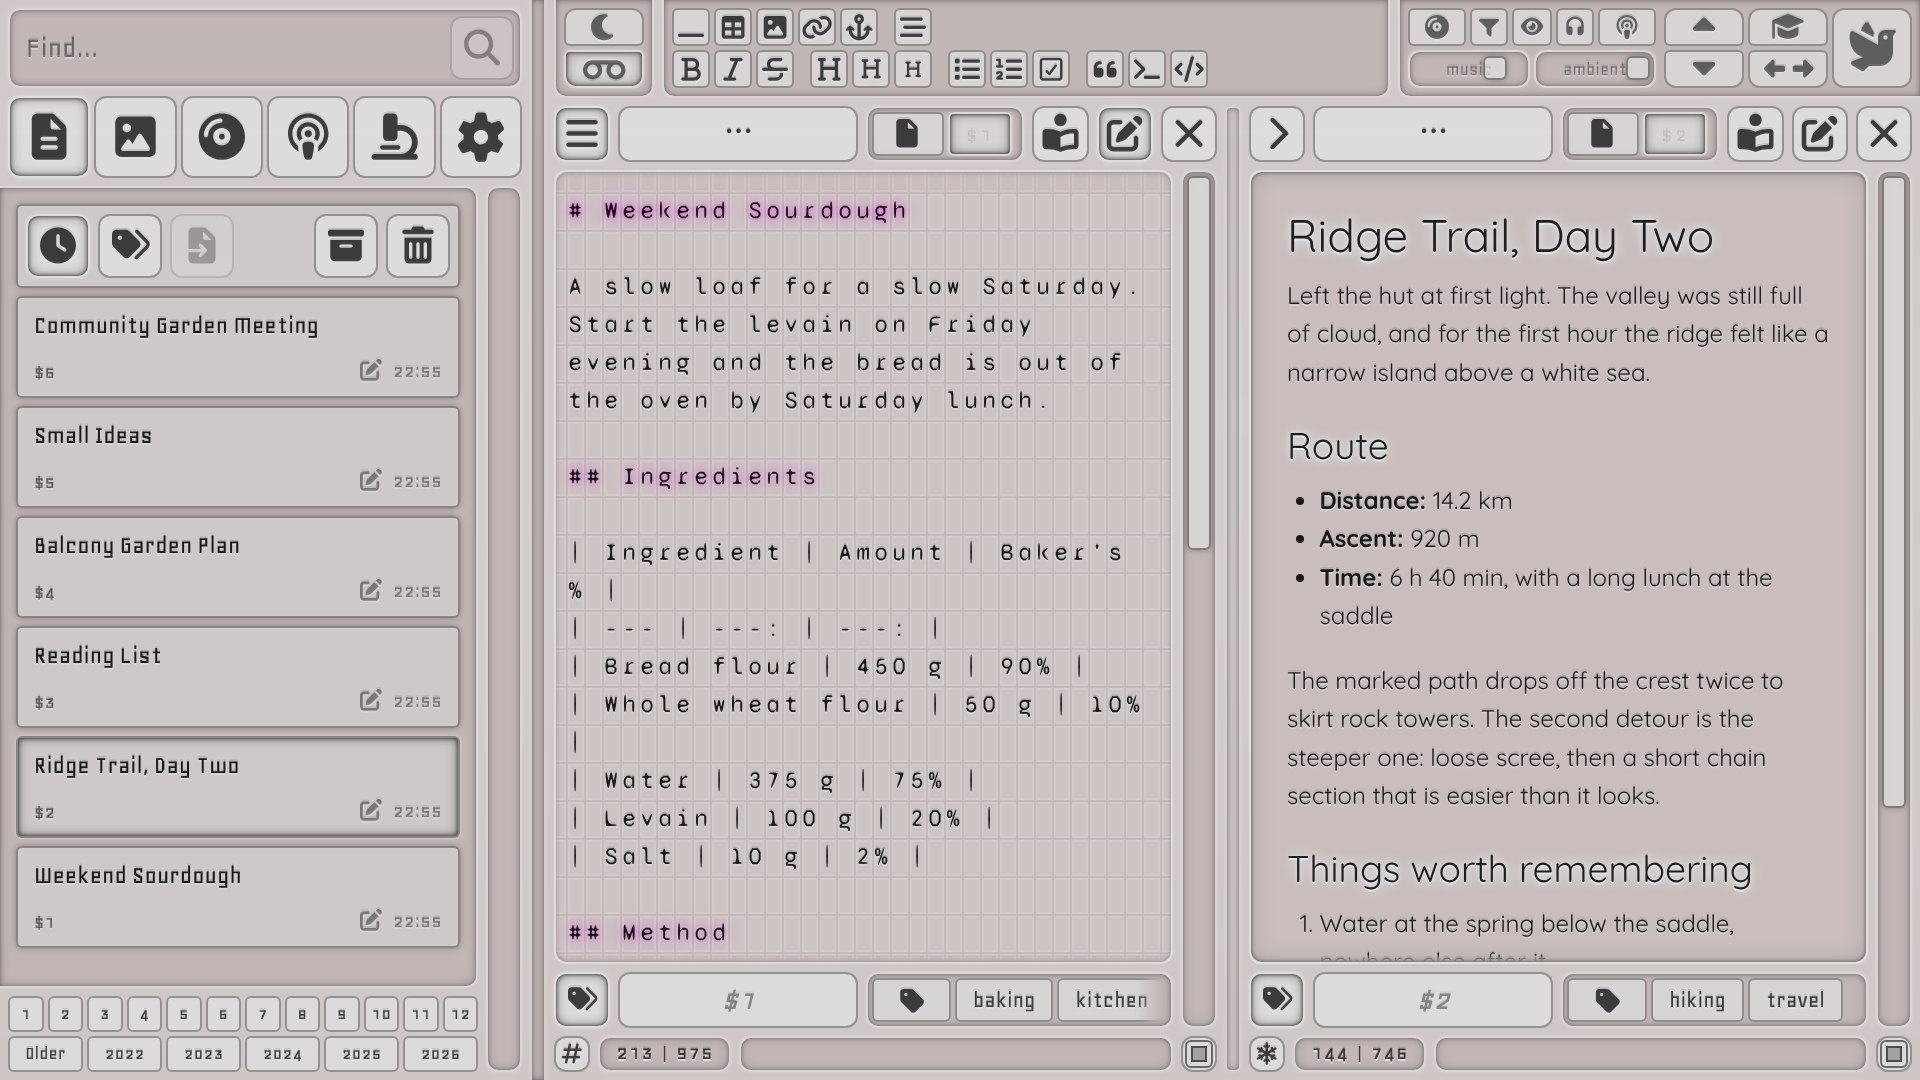 Find...
music
ambient
...
$1
...
$2
Community Garden Meeting
$6 22:55
Small Ideas
$5 22:55
Balcony Garden Plan
$4 22:55
Reading List
$3 22:55
Ridge Trail, Day Two
$2 22:55
Weekend Sourdough
$1 22:55
1 2 3 4 5 6 7 8 9 10 11 12
Older 2022 2023 2024 2025 2026
# Weekend Sourdough
A slow loaf for a slow Saturday.
Start the levain on Friday
evening and the bread is out of
the oven by Saturday lunch.
## Ingredients
| Ingredient | Amount | Baker's
% |
| --- | ---: | ---: |
| Bread flour | 450 g | 90% |
| Whole wheat flour | 50 g | 10%
|
| Water | 375 g | 75% |
| Levain | 100 g | 20% |
| Salt | 10 g | 2% |
## Method
$1
baking kitchen
213 | 975
Ridge Trail, Day Two
Left the hut at first light. The valley was still full
of cloud, and for the first hour the ridge felt like a
narrow island above a white sea.
Route
• Distance: 14.2 km
• Ascent: 920 m
• Time: 6 h 40 min, with a long lunch at the
saddle
The marked path drops off the crest twice to
skirt rock towers. The second detour is the
steeper one: loose scree, then a short chain
section that is easier than it looks.
Things worth remembering
1. Water at the spring below the saddle,
nowhere else after it.
$2
hiking travel
144 | 746